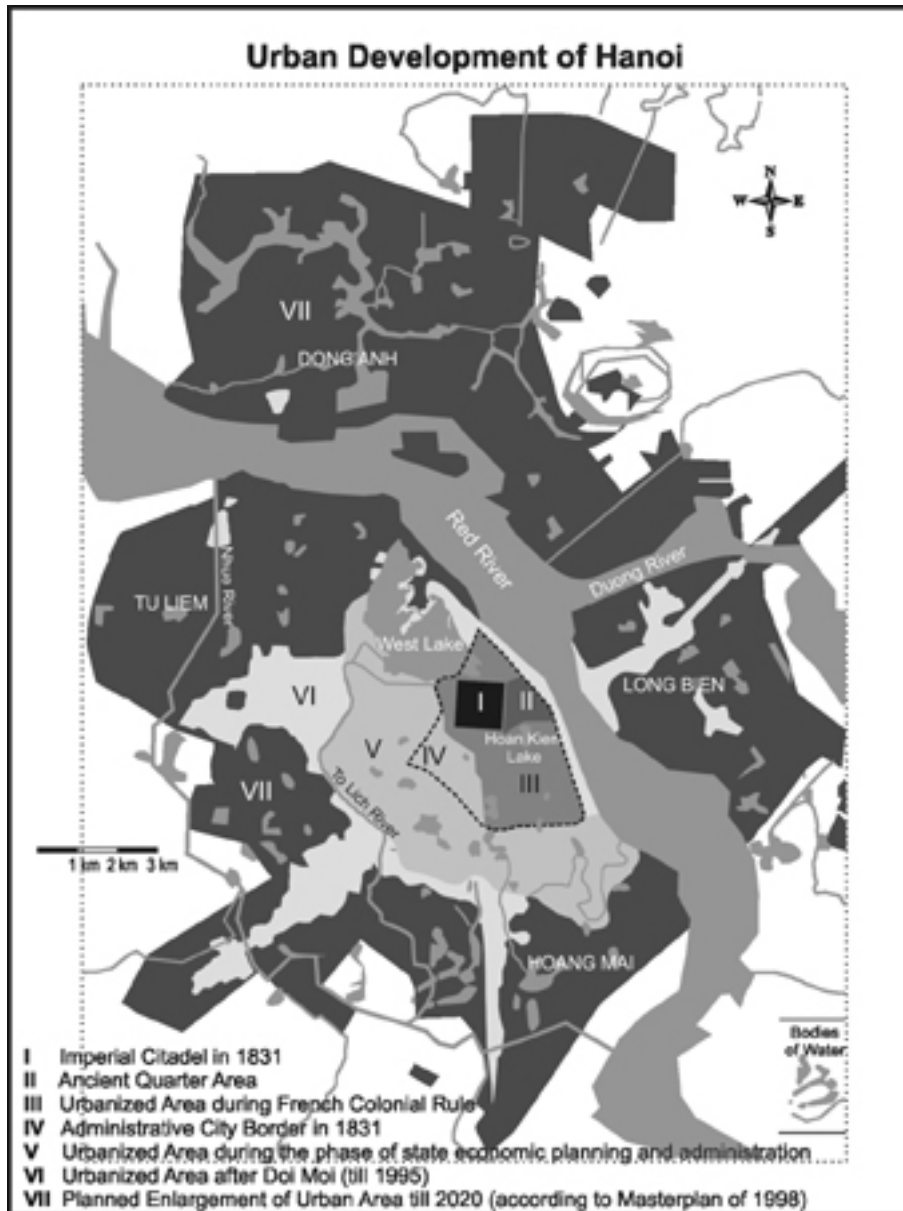 Urban Development of Hanoi
N
W E
S
VII
DONG ANH
Red River
Duong River
Nhue River
TU LIEM
West Lake
LONG BIEN
VI
I
II
Hoan Kiem
Lake
V
IV
III
VII
To Lich River
1 km 2 km 3 km
HOANG MAI
Bodies
of Water
I Imperial Citadel in 1831
II Ancient Quarter Area
III Urbanized Area during French Colonial Rule
IV Administrative City Border in 1831
V Urbanized Area during the phase of state economic planning and administration
VI Urbanized Area after Doi Moi (till 1995)
VII Planned Enlargement of Urban Area till 2020 (according to Masterplan of 1998)